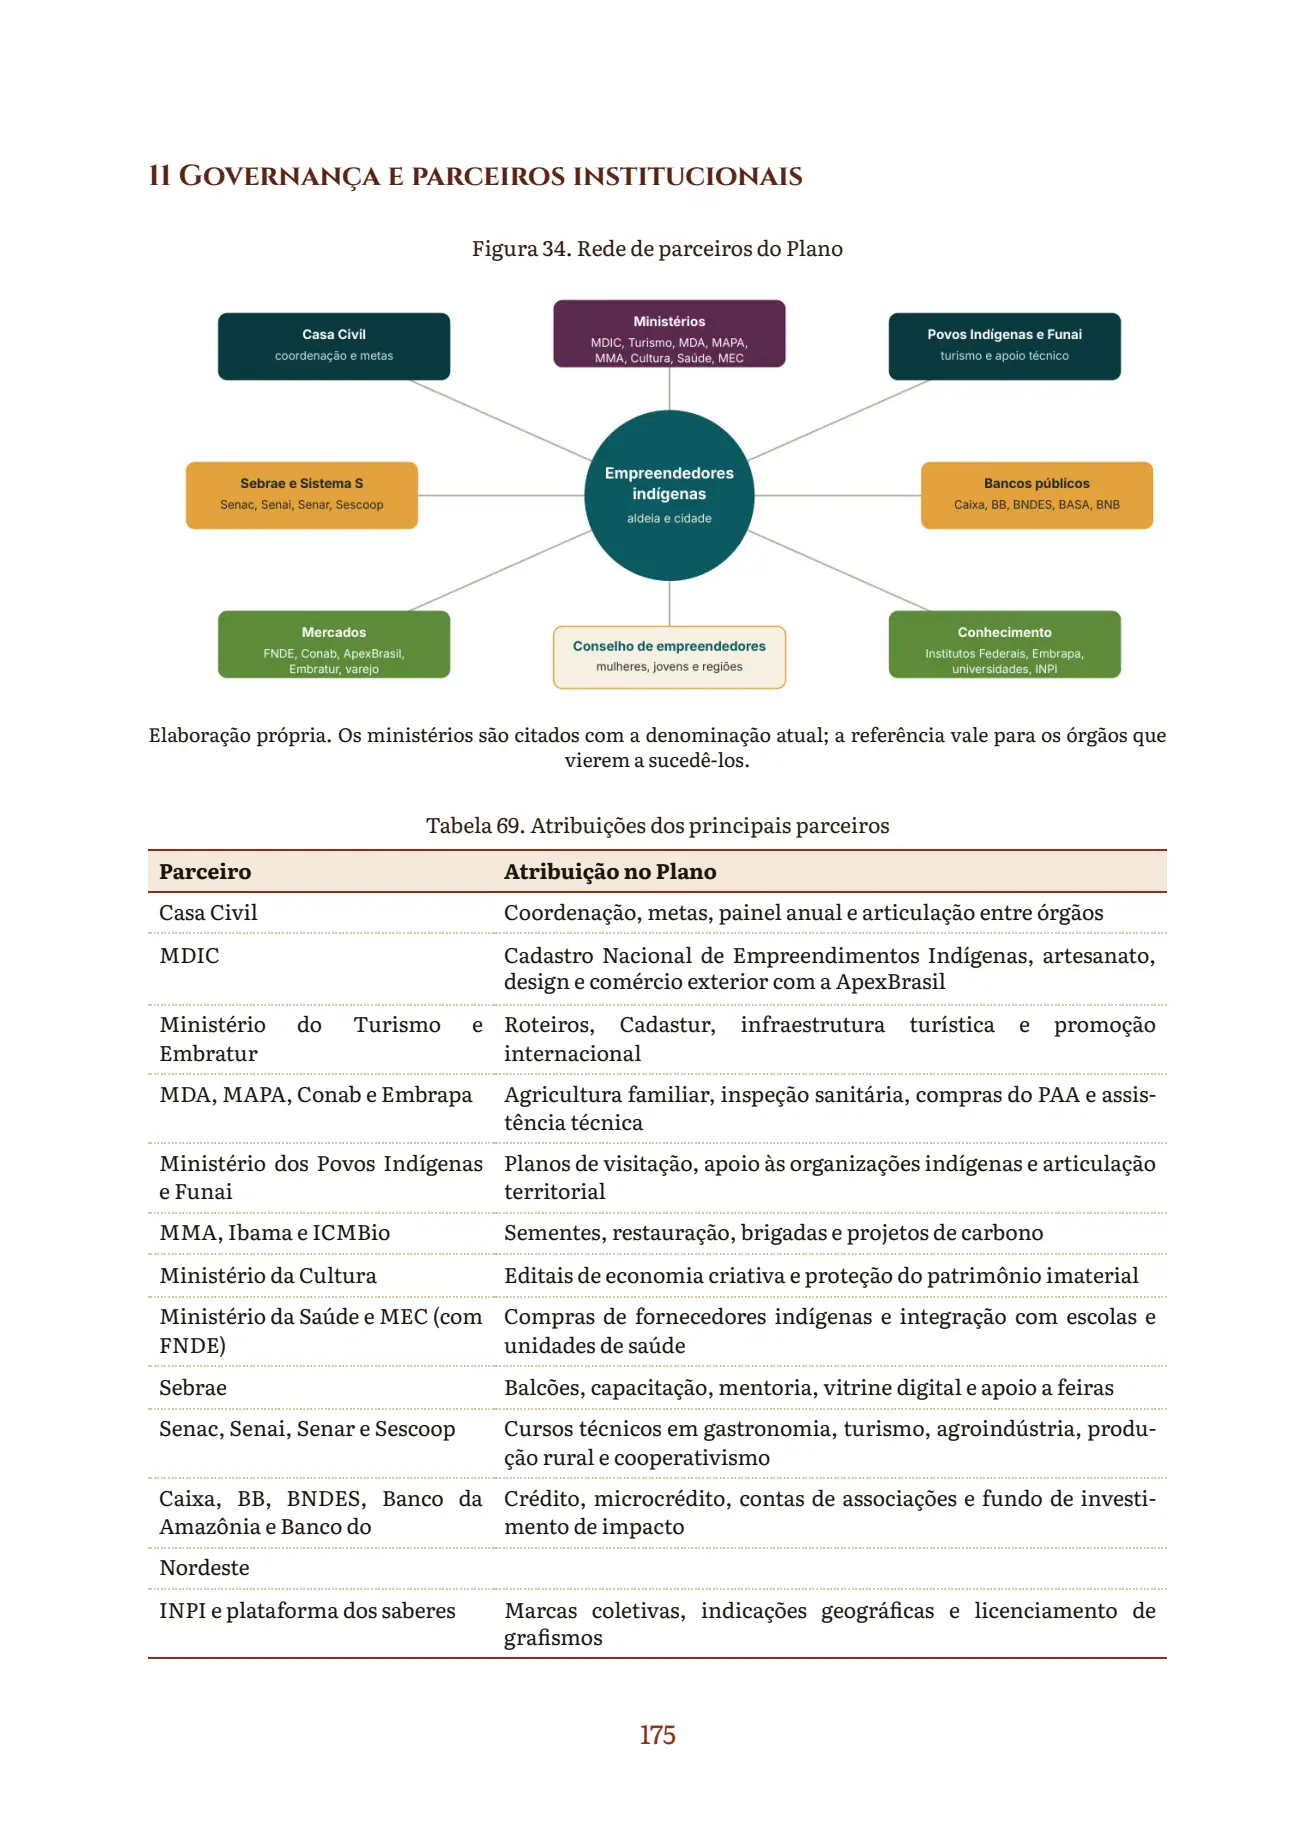 11 Governança e parceiros institucionais
Figura 34. Rede de parceiros do Plano
Casa Civil
coordenação e metas
Ministérios
MDIC, Turismo, MDA, MAPA,
MMA, Cultura, Saúde, MEC
Povos Indígenas e Funai
turismo e apoio técnico
Sebrae e Sistema S
Senac, Senai, Senar, Sescoop
Empreendedores
indígenas
aldeia e cidade
Bancos públicos
Caixa, BB, BNDES, BASA, BNB
Mercados
FNDE, Conab, ApexBrasil,
Embratur, varejo
Conselho de empreendedores
mulheres, jovens e regiões
Conhecimento
Institutos Federais, Embrapa,
universidades, INPI
Elaboração própria. Os ministérios são citados com a denominação atual; a referência vale para os órgãos que
vierem a sucedê-los.
Tabela 69. Atribuições dos principais parceiros
Parceiro Atribuição no Plano
Casa Civil Coordenação, metas, painel anual e articulação entre órgãos
MDIC Cadastro Nacional de Empreendimentos Indígenas, artesanato,
design e comércio exterior com a ApexBrasil
Ministério do Turismo e Roteiros, Cadastur, infraestrutura turística e promoção
Embratur internacional
MDA, MAPA, Conab e Embrapa Agricultura familiar, inspeção sanitária, compras do PAA e assis-
tência técnica
Ministério dos Povos Indígenas Planos de visitação, apoio às organizações indígenas e articulação
e Funai territorial
MMA, Ibama e ICMBio Sementes, restauração, brigadas e projetos de carbono
Ministério da Cultura Editais de economia criativa e proteção do patrimônio imaterial
Ministério da Saúde e MEC (com Compras de fornecedores indígenas e integração com escolas e
FNDE) unidades de saúde
Sebrae Balcões, capacitação, mentoria, vitrine digital e apoio a feiras
Senac, Senai, Senar e Sescoop Cursos técnicos em gastronomia, turismo, agroindústria, produ-
ção rural e cooperativismo
Caixa, BB, BNDES, Banco da Crédito, microcrédito, contas de associações e fundo de investi-
Amazônia e Banco do mento de impacto
Nordeste
INPI e plataforma dos saberes Marcas coletivas, indicações geográficas e licenciamento de
grafismos
175